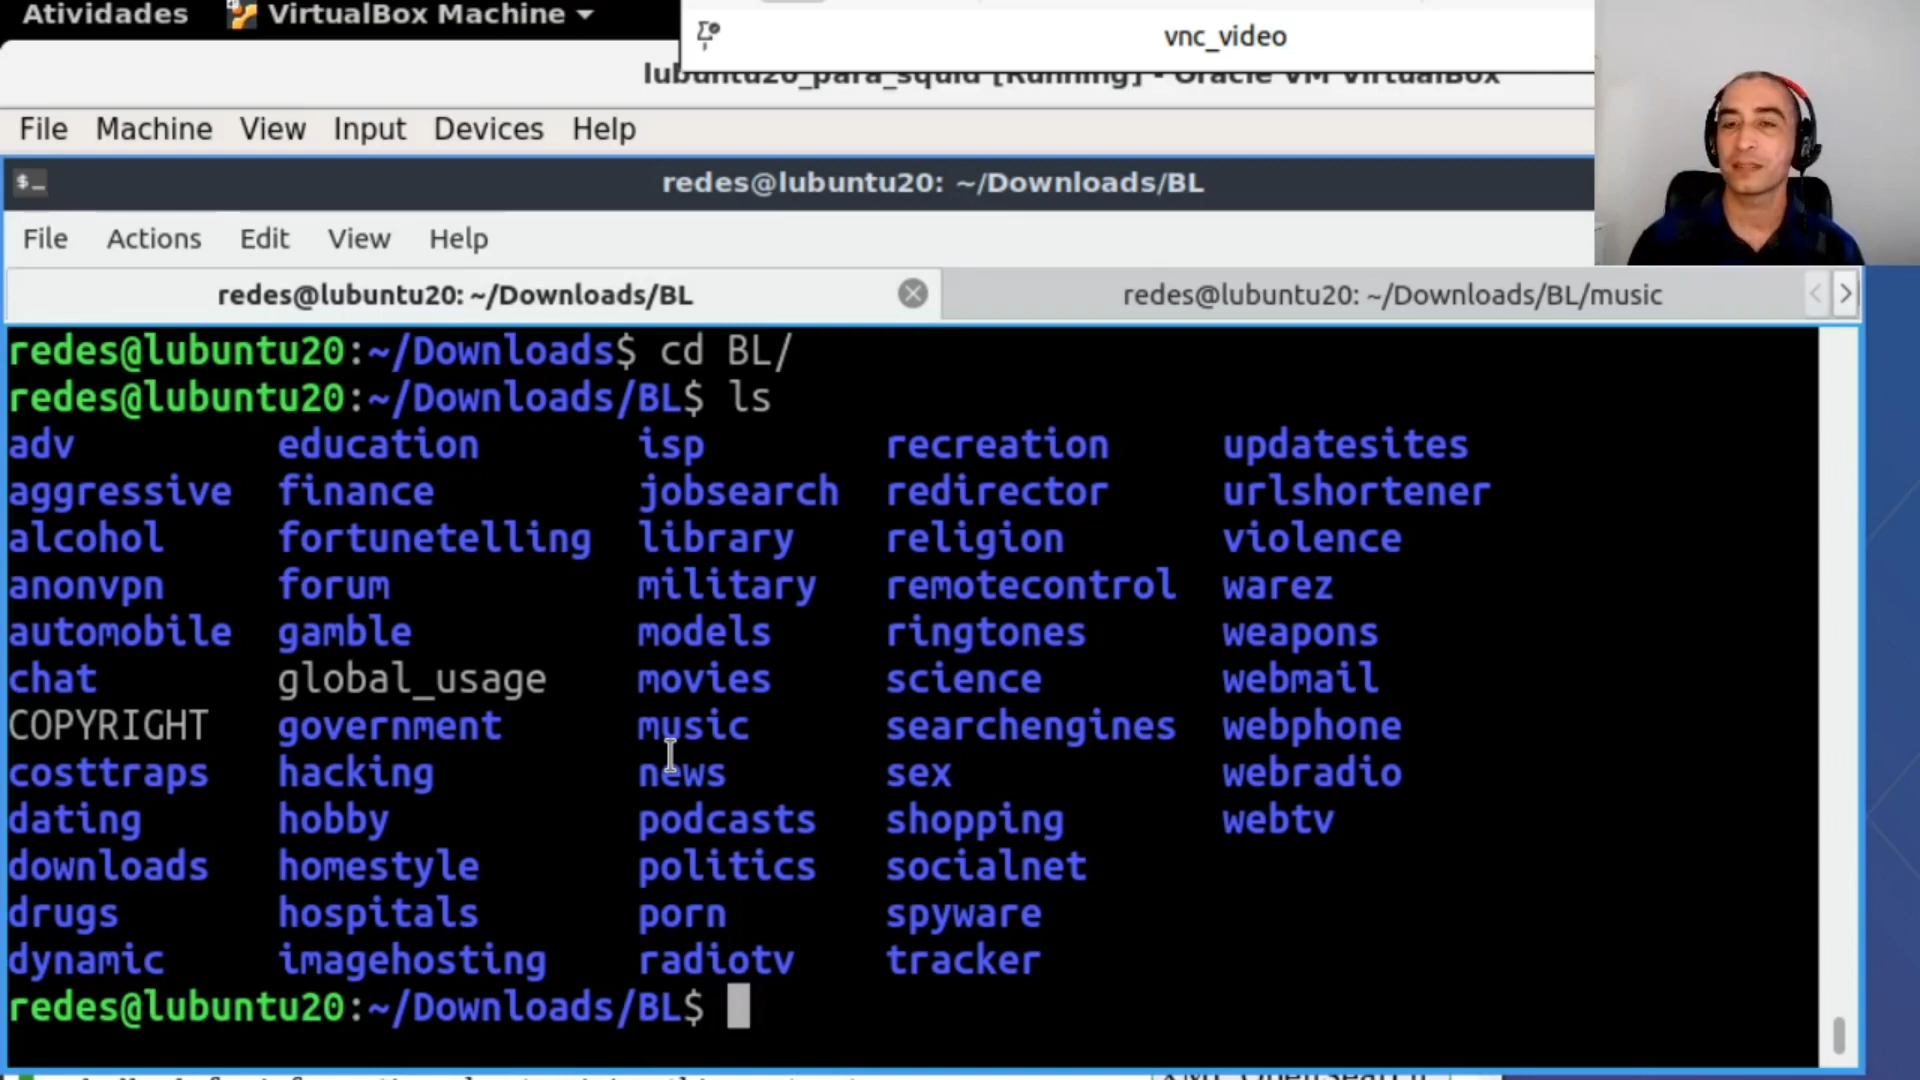 Atividades VirtualBox Machine
vnc_video
lubuntu20_para_squid [Running] - Oracle VM VirtualBox
File Machine View Input Devices Help
redes@lubuntu20: ~/Downloads/BL
File Actions Edit View Help
redes@lubuntu20: ~/Downloads/BL redes@lubuntu20: ~/Downloads/BL/music
redes@lubuntu20:~/Downloads$ cd BL/
redes@lubuntu20:~/Downloads/BL$ ls
adv education isp recreation updatesites
aggressive finance jobsearch redirector urlshortener
alcohol fortunetelling library religion violence
anonvpn forum military remotecontrol warez
automobile gamble models ringtones weapons
chat global_usage movies science webmail
COPYRIGHT government music searchengines webphone
costtraps hacking news sex webradio
dating hobby podcasts shopping webtv
downloads homestyle politics socialnet
drugs hospitals porn spyware
dynamic imagehosting radiotv tracker
redes@lubuntu20:~/Downloads/BL$